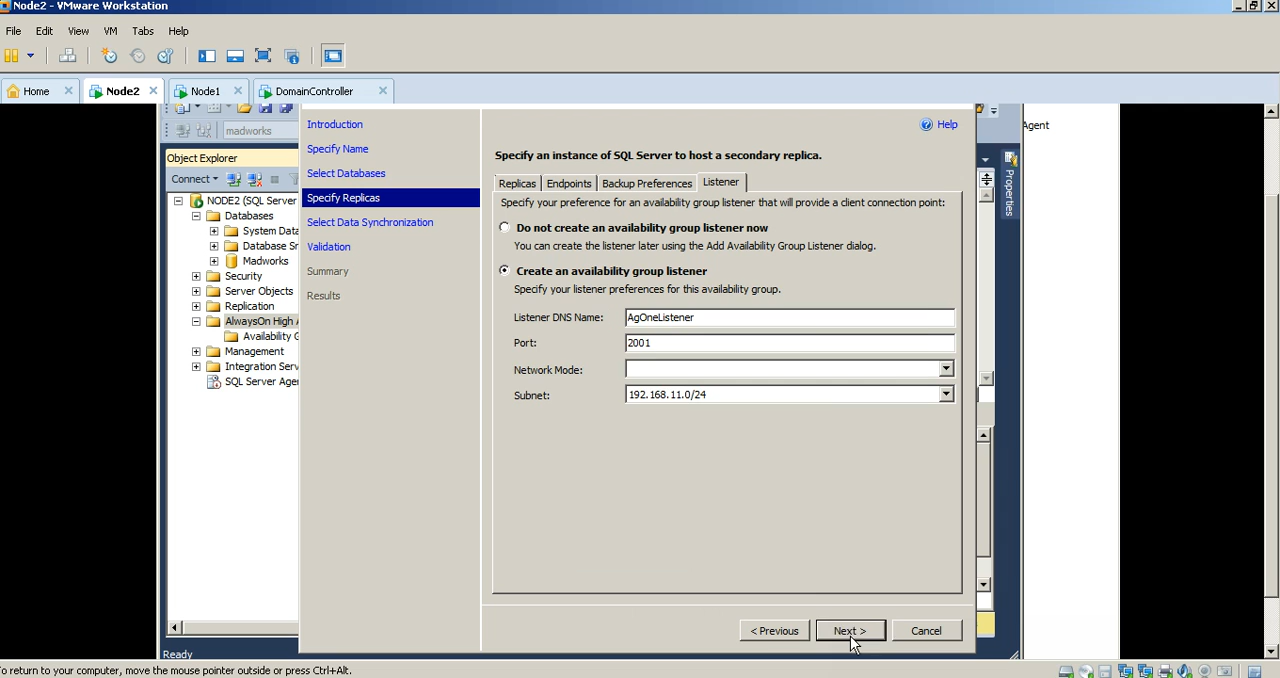 Node2 - VMware Workstation
File Edit View VM Tabs Help
Home Node2 Node1 DomainController
madworks
Agent
Object Explorer
Connect
NODE2 (SQL Server
Databases
System Data
Database Sn
Madworks
Security
Server Objects
Replication
AlwaysOn High A
Availability G
Management
Integration Serv
SQL Server Age
Ready
Introduction
Specify Name
Select Databases
Specify Replicas
Select Data Synchronization
Validation
Summary
Results
Help
Specify an instance of SQL Server to host a secondary replica.
Replicas Endpoints Backup Preferences Listener
Specify your preference for an availability group listener that will provide a client connection point:
Do not create an availability group listener now
You can create the listener later using the Add Availability Group Listener dialog.
Create an availability group listener
Specify your listener preferences for this availability group.
Listener DNS Name: AgOneListener
Port: 2001
Network Mode:
Subnet: 192.168.11.0/24
< Previous Next > Cancel
Properties
To return to your computer, move the mouse pointer outside or press Ctrl+Alt.